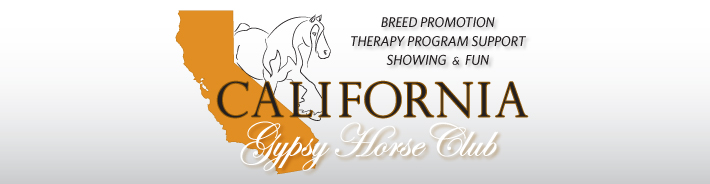 BREED PROMOTION
THERAPY PROGRAM SUPPORT
SHOWING & FUN
CALIFORNIA
Gypsy Horse Club